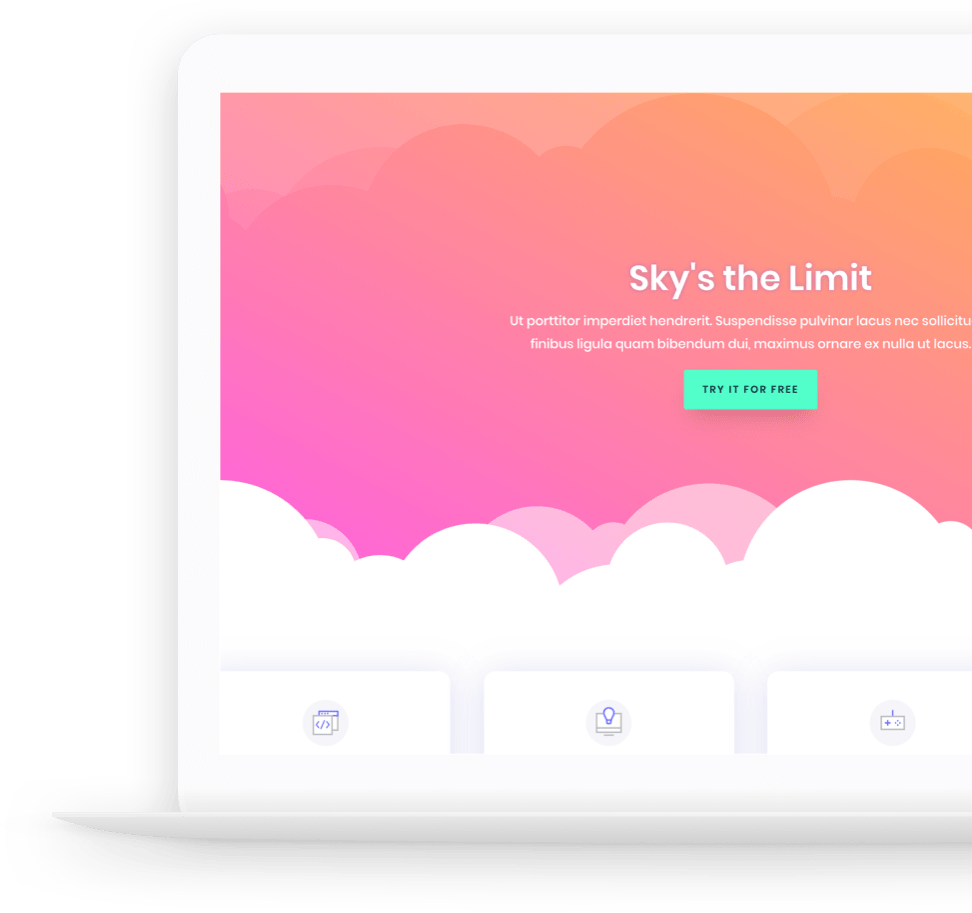 Sky's the Limit
Ut porttitor imperdiet hendrerit. Suspendisse pulvinar lacus nec
finibus ligula quam bibendum dui, maximus ornare ex nulla ut lacus.
TRY IT FOR FREE